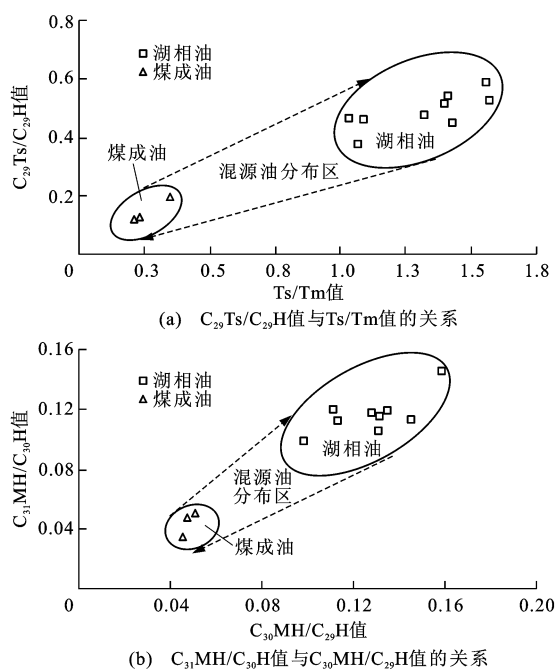 0.8
0.6
0.4
0.2
0
C₂₉Ts/C₂₉H值
湖相油
煤成油
煤成油
混源油分布区
湖相油
0.3
0.5
0.8
1.0
1.3
1.5
1.8
Ts/Tm值
(a) C₂₉Ts/C₂₉H值与Ts/Tm值的关系
0.16
0.12
0.08
0.04
0
C₃₁MH/C₃₀H值
湖相油
煤成油
湖相油
混源油
分布区
煤成油
0.04
0.08
0.12
0.16
0.20
C₃₀MH/C₂₉H值
(b) C₃₁MH/C₃₀H值与C₃₀MH/C₂₉H值的关系